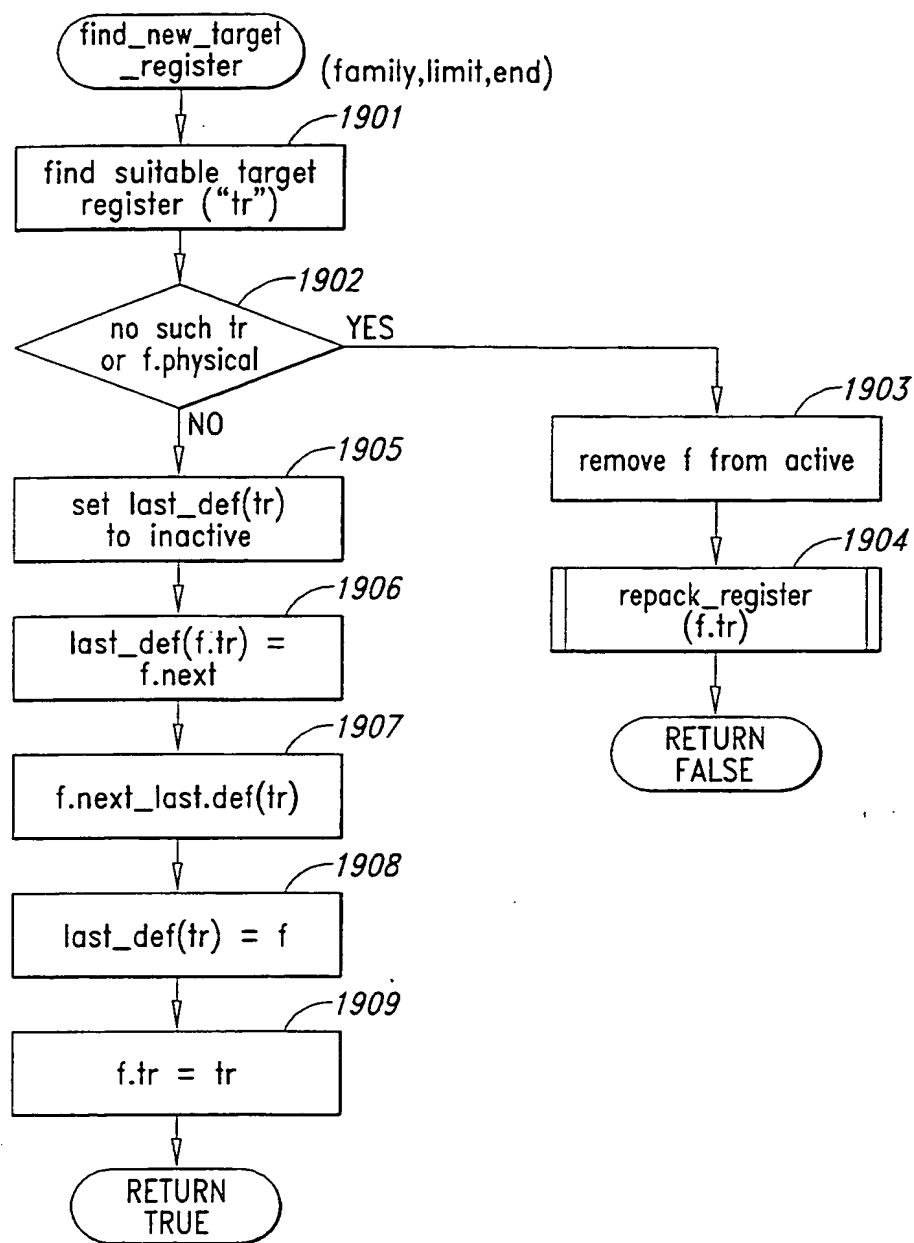 find_new_target
_register
(family,limit,end)
1901
find suitable target
register ("tr")
1902
no such tr
or f.physical
YES
NO
1903
remove f from active
1904
repack_register
(f.tr)
RETURN
FALSE
1905
set last_def(tr)
to inactive
1906
last_def(f.tr) =
f.next
1907
f.next_last.def(tr)
1908
last_def(tr) = f
1909
f.tr = tr
RETURN
TRUE